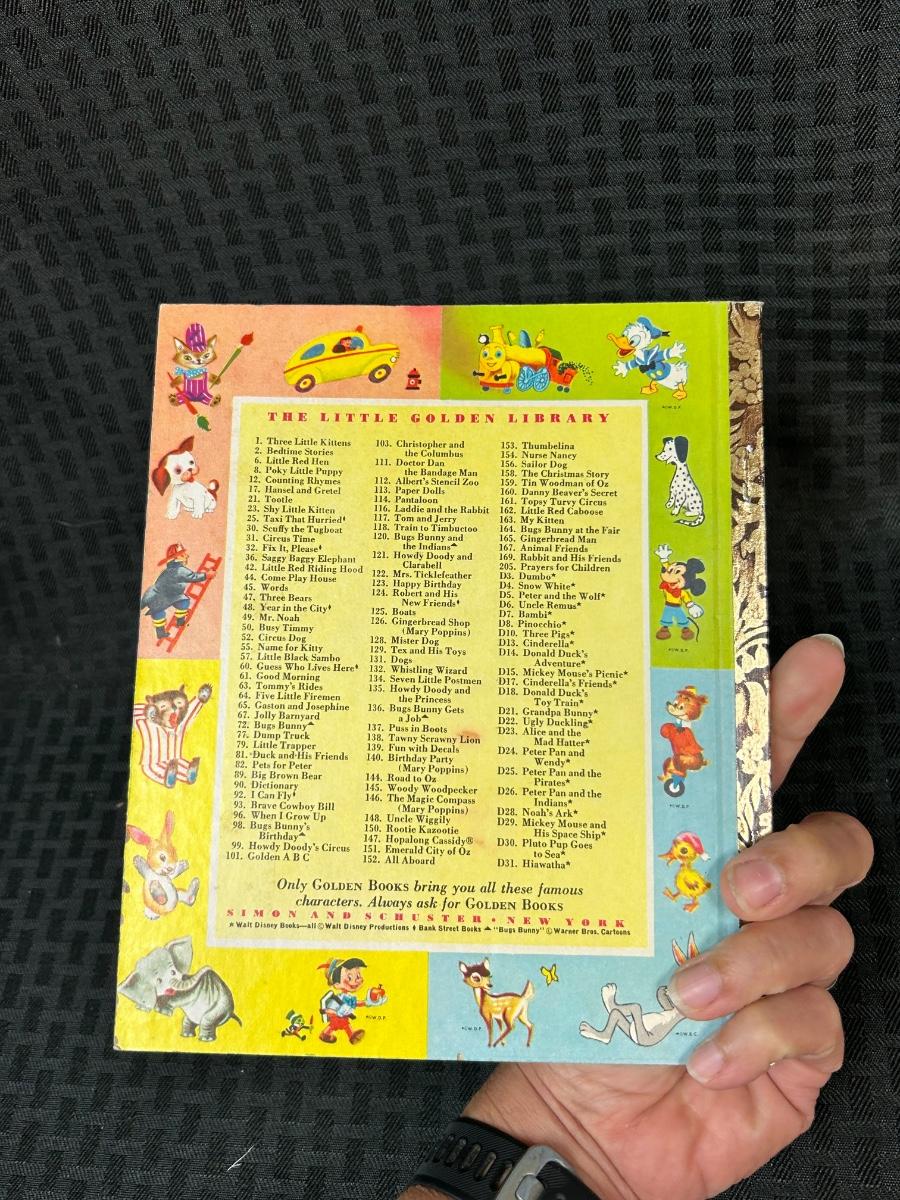 THE LITTLE GOLDEN LIBRARY
1. Three Little Kittens
2. Bedtime Stories
6. Little Red Hen
8. Poky Little Puppy
12. Counting Rhymes
17. Hansel and Gretel
21. Tootle
23. Shy Little Kitten
25. Taxi That Hurried♦
30. Scuffy the Tugboat
31. Circus Time
32. Fix It, Please♦
36. Saggy Baggy Elephant
42. Little Red Riding Hood
44. Come Play House
45. Words
47. Three Bears
48. Year in the City♦
49. Mr. Noah
50. Busy Timmy
52. Circus Dog
55. Name for Kitty
57. Little Black Sambo
60. Guess Who Lives Here♦
61. Good Morning
63. Tommy's Rides
64. Five Little Firemen
65. Gaston and Josephine
67. Jolly Barnyard
72. Bugs Bunny
77. Dump Truck
79. Little Trapper
81. Duck and His Friends
82. Pets for Peter
89. Big Brown Bear
90. Dictionary
92. I Can Fly♦
93. Brave Cowboy Bill
96. When I Grow Up
98. Bugs Bunny's
Birthday
99. Howdy Doody's Circus
101. Golden A B C
103. Christopher and
the Columbus
111. Doctor Dan
the Bandage Man
112. Albert's Stencil Zoo
113. Paper Dolls
114. Pantaloon
116. Laddie and the Rabbit
117. Tom and Jerry
118. Train to Timbuctoo
120. Bugs Bunny and
the Indians
121. Howdy Doody and
Clarabell
122. Mrs. Ticklefeather
123. Happy Birthday
124. Robert and His
New Friends♦
125. Boats
126. Gingerbread Shop
(Mary Poppins)
128. Mister Dog
129. Tex and His Toys
131. Dogs
132. Whistling Wizard
134. Seven Little Postmen
135. Howdy Doody and
the Princess
136. Bugs Bunny Gets
a Job
137. Puss in Boots
138. Tawny Scrawny Lion
139. Fun with Decals
140. Birthday Party
(Mary Poppins)
144. Road to Oz
145. Woody Woodpecker
146. The Magic Compass
(Mary Poppins)
148. Uncle Wiggily
150. Rootie Kazootie
147. Hopalong Cassidy®
151. Emerald City of Oz
152. All Aboard
153. Thumbelina
154. Nurse Nancy
156. Sailor Dog
158. The Christmas Story
159. Tin Woodman of Oz
160. Danny Beaver's Secret
161. Topsy Turvy Circus
162. Little Red Caboose
163. My Kitten
164. Bugs Bunny at the Fair
165. Gingerbread Man
167. Animal Friends
169. Rabbit and His Friends
205. Prayers for Children
D3. Dumbo*
D4. Snow White*
D5. Peter and the Wolf*
D6. Uncle Remus*
D7. Bambi*
D8. Pinocchio*
D10. Three Pigs*
D13. Cinderella*
D14. Donald Duck's
Adventure*
D15. Mickey Mouse's Picnic*
D17. Cinderella's Friends*
D18. Donald Duck's
Toy Train*
D21. Grandpa Bunny*
D22. Ugly Duckling*
D23. Alice and the
Mad Hatter*
D24. Peter Pan and
Wendy*
D25. Peter Pan and the
Pirates*
D26. Peter Pan and the
Indians*
D28. Noah's Ark*
D29. Mickey Mouse and
His Space Ship*
D30. Pluto Pup Goes
to Sea*
D31. Hiawatha*
Only GOLDEN BOOKS bring you all these famous
characters. Always ask for GOLDEN BOOKS
SIMON AND SCHUSTER • NEW YORK
* Walt Disney Books—all ⓒ Walt Disney Productions ♦ Bank Street Books "Bugs Bunny" ⓒ Warner Bros. Cartoons
ⓒW.D.P.
ⓒW.D.P.
ⓒW.D.P.
ⓒW.D.P.
ⓒW.D.P.
ⓒW.B.C.